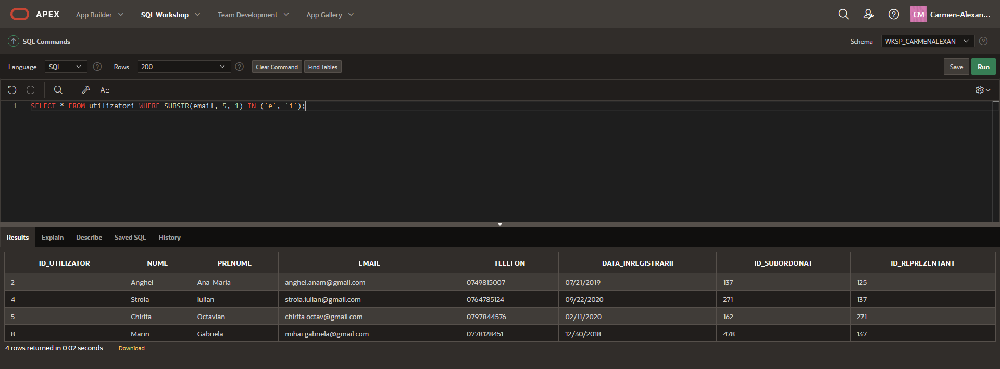 APEX App Builder SQL Workshop Team Development App Gallery CM Carmen-Alexan...
SQL Commands Schema WKSP_CARMENALEXAN
Language SQL Rows 200 Clear Command Find Tables Save Run
A::
1 SELECT * FROM utilizatori WHERE SUBSTR(email, 5, 1) IN ('e', 'i');
Results Explain Describe Saved SQL History
ID_UTILIZATOR NUME PRENUME EMAIL TELEFON DATA_INREGISTRARII ID_SUBORDONAT ID_REPREZENTANT
2 Anghel Ana-Maria anghel.anam@gmail.com 0749815007 07/21/2019 137 125
4 Stroia Iulian stroia.iulian@gmail.com 0764785124 09/22/2020 271 137
5 Chirita Octavian chirita.octav@gmail.com 0797844576 02/11/2020 162 271
8 Marin Gabriela mihai.gabriela@gmail.com 0778128451 12/30/2018 478 137
4 rows returned in 0.02 seconds Download